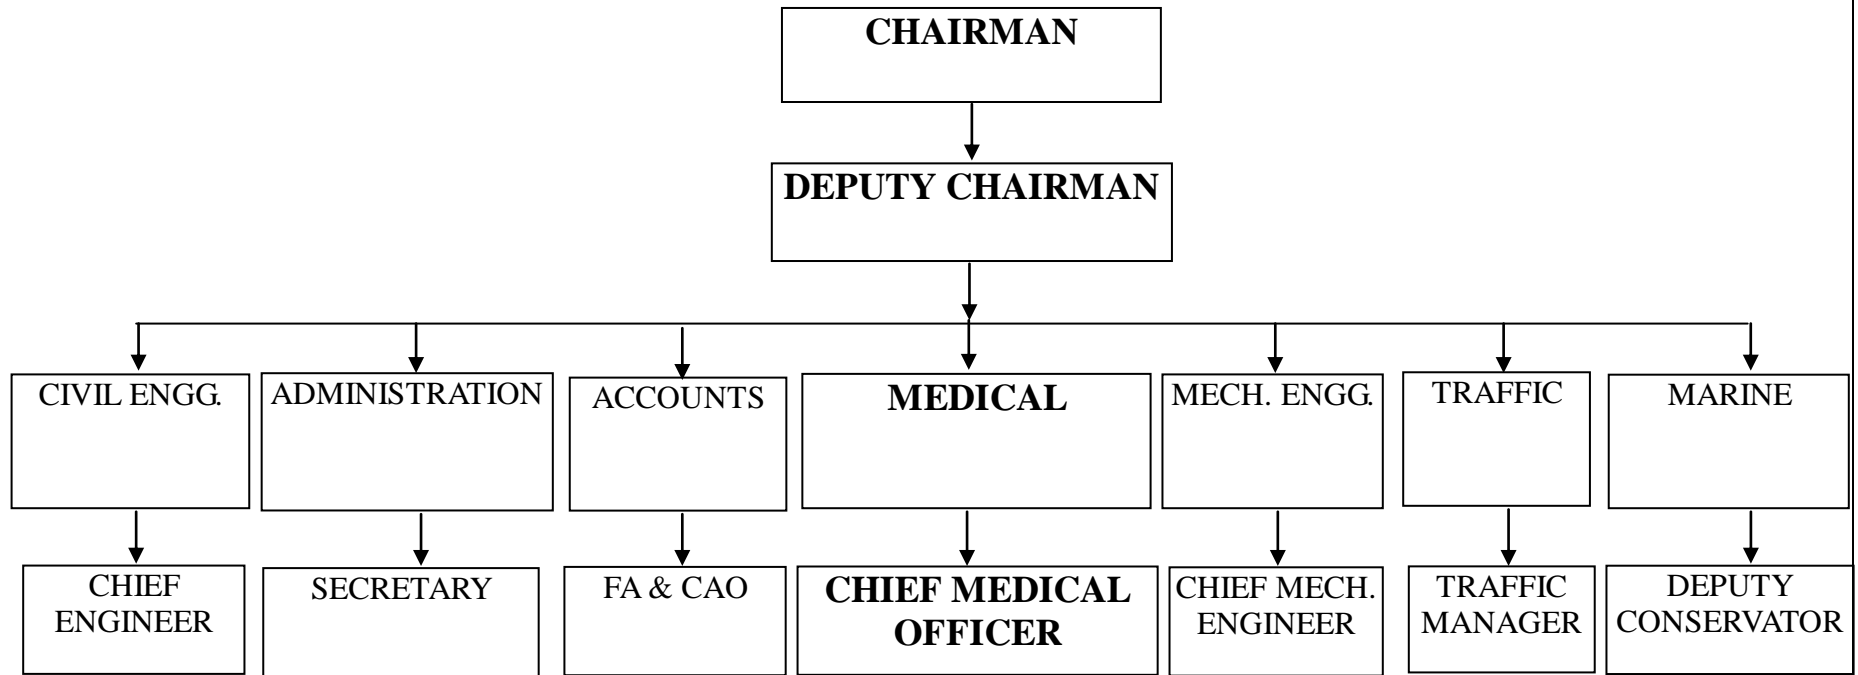 CHAIRMAN
DEPUTY CHAIRMAN
CIVIL ENGG.
ADMINISTRATION
ACCOUNTS
MEDICAL
MECH. ENGG.
TRAFFIC
MARINE
CHIEF
ENGINEER
SECRETARY
FA & CAO
CHIEF MEDICAL
OFFICER
CHIEF MECH.
ENGINEER
TRAFFIC
MANAGER
DEPUTY
CONSERVATOR